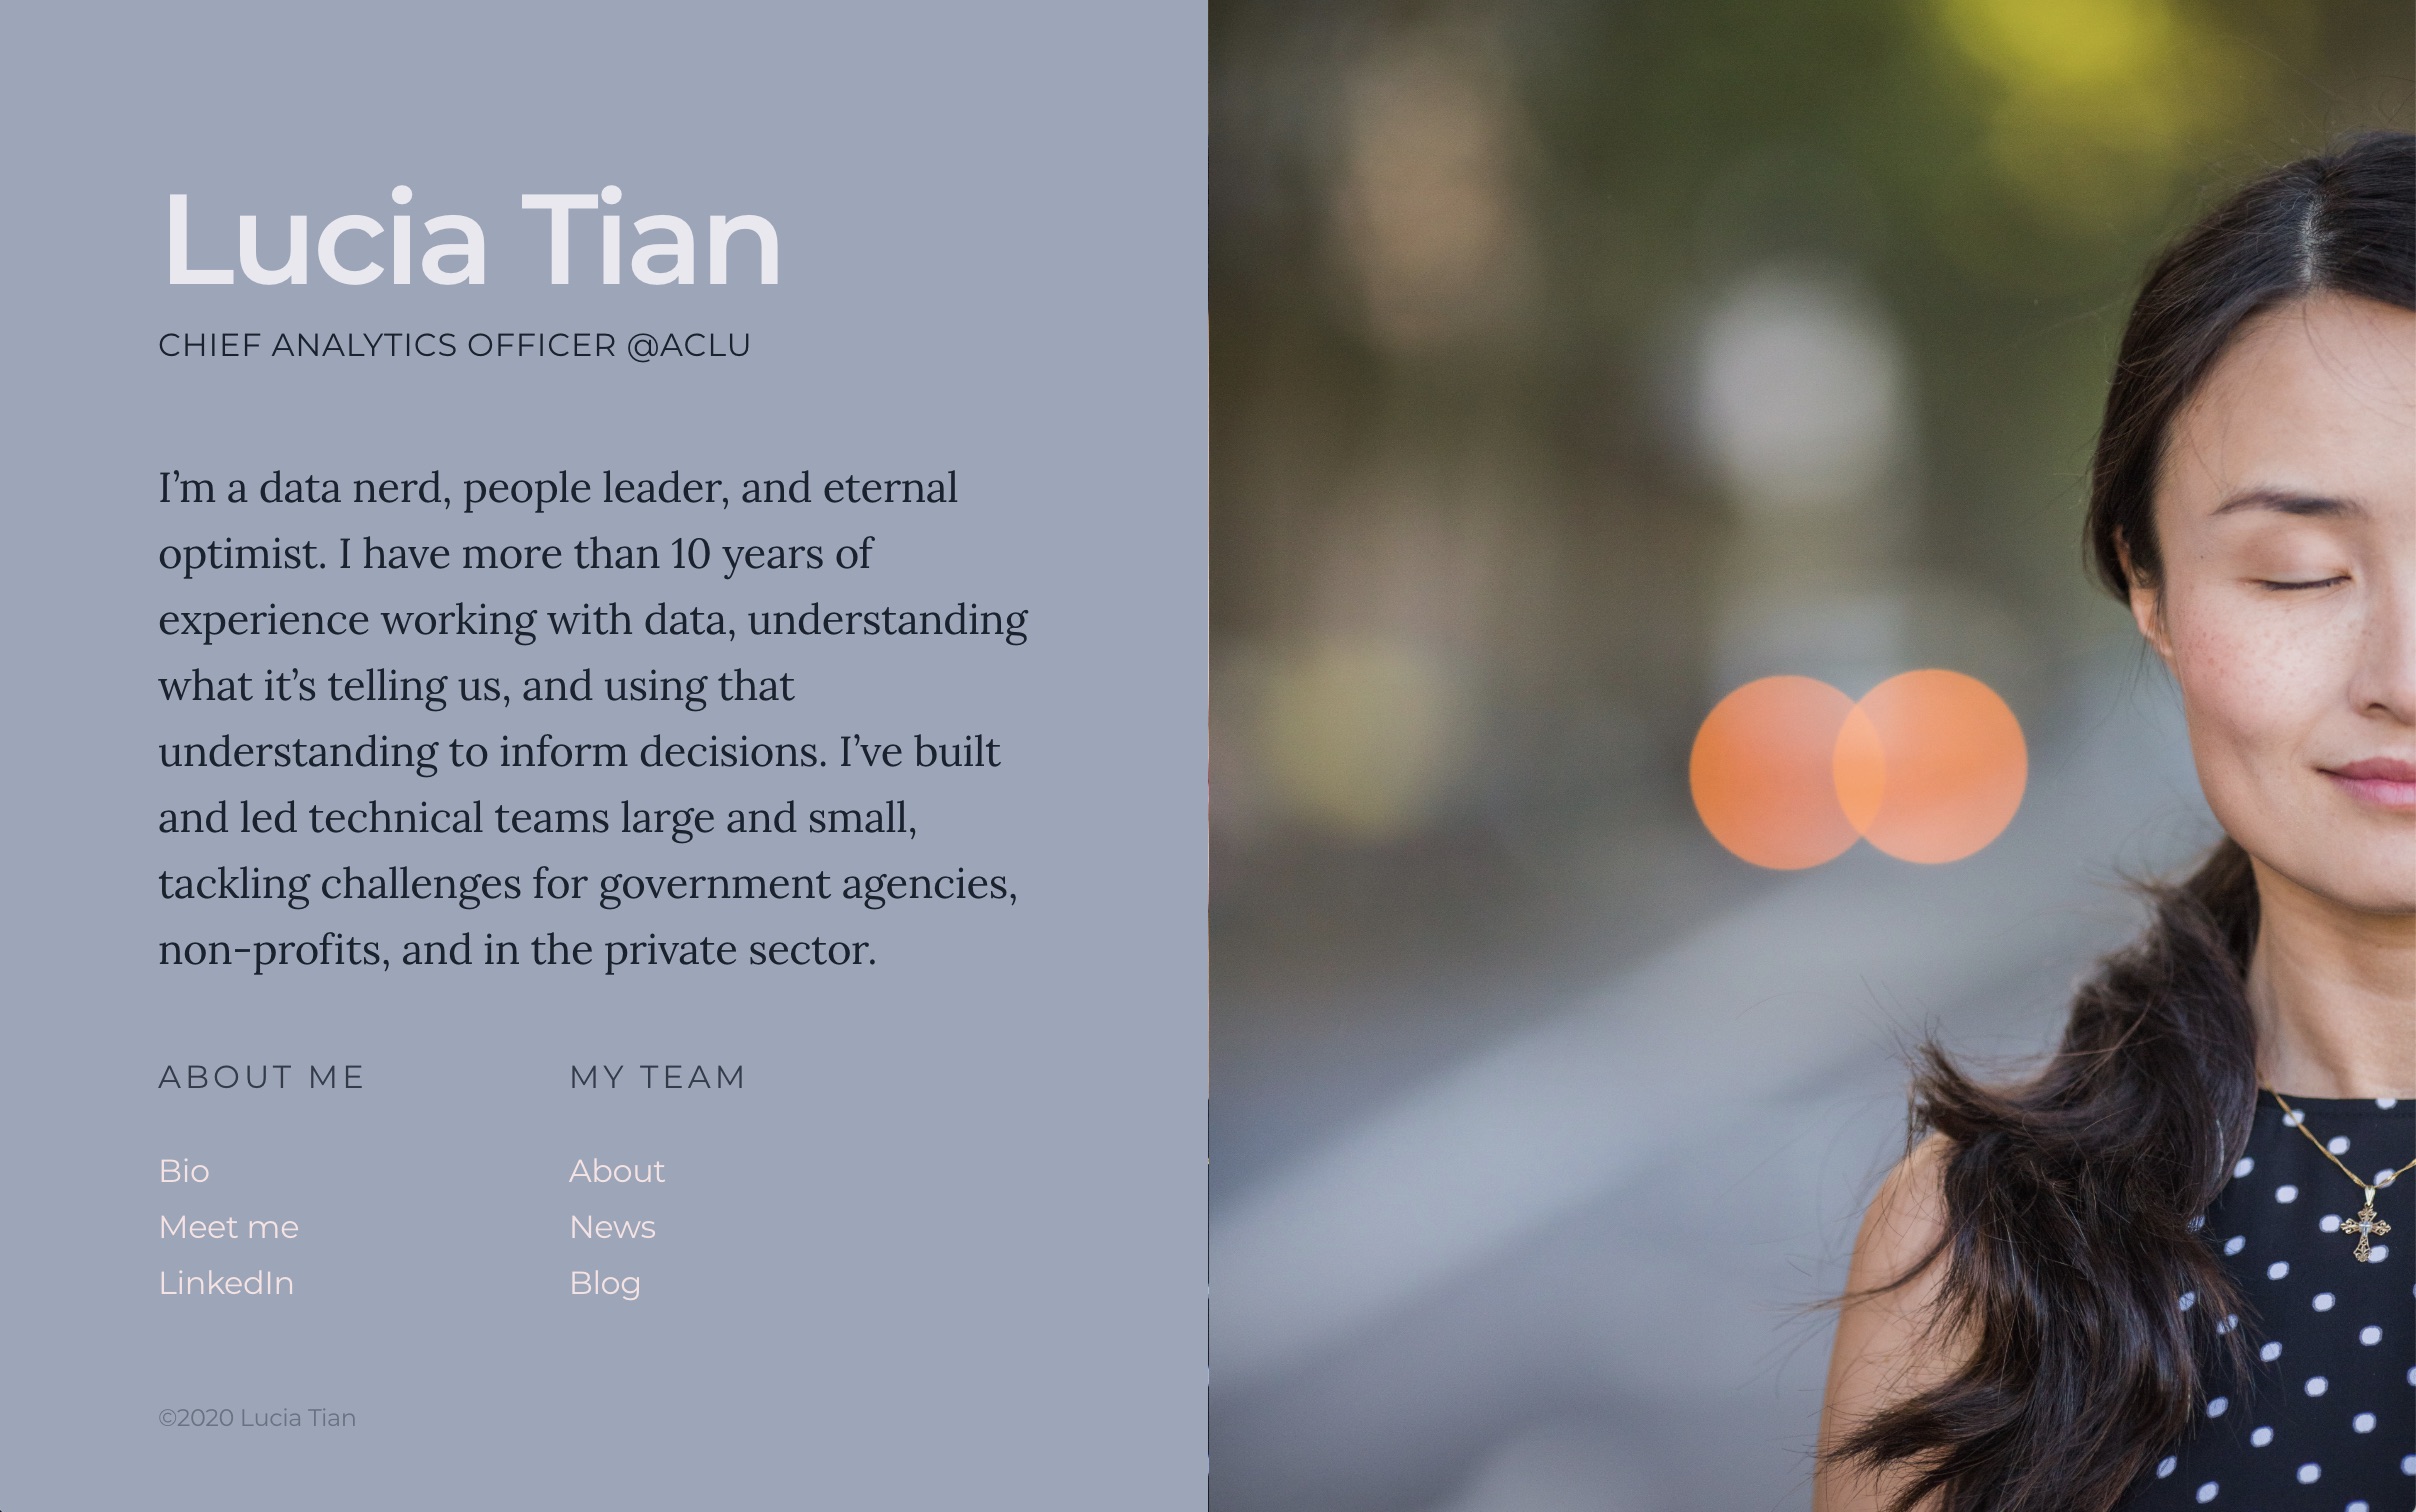 Lucia Tian
CHIEF ANALYTICS OFFICER @ACLU
I’m a data nerd, people leader, and eternal
optimist. I have more than 10 years of
experience working with data, understanding
what it’s telling us, and using that
understanding to inform decisions. I’ve built
and led technical teams large and small,
tackling challenges for government agencies,
non-profits, and in the private sector.
ABOUT ME
Bio
Meet me
LinkedIn
MY TEAM
About
News
Blog
©2020 Lucia Tian